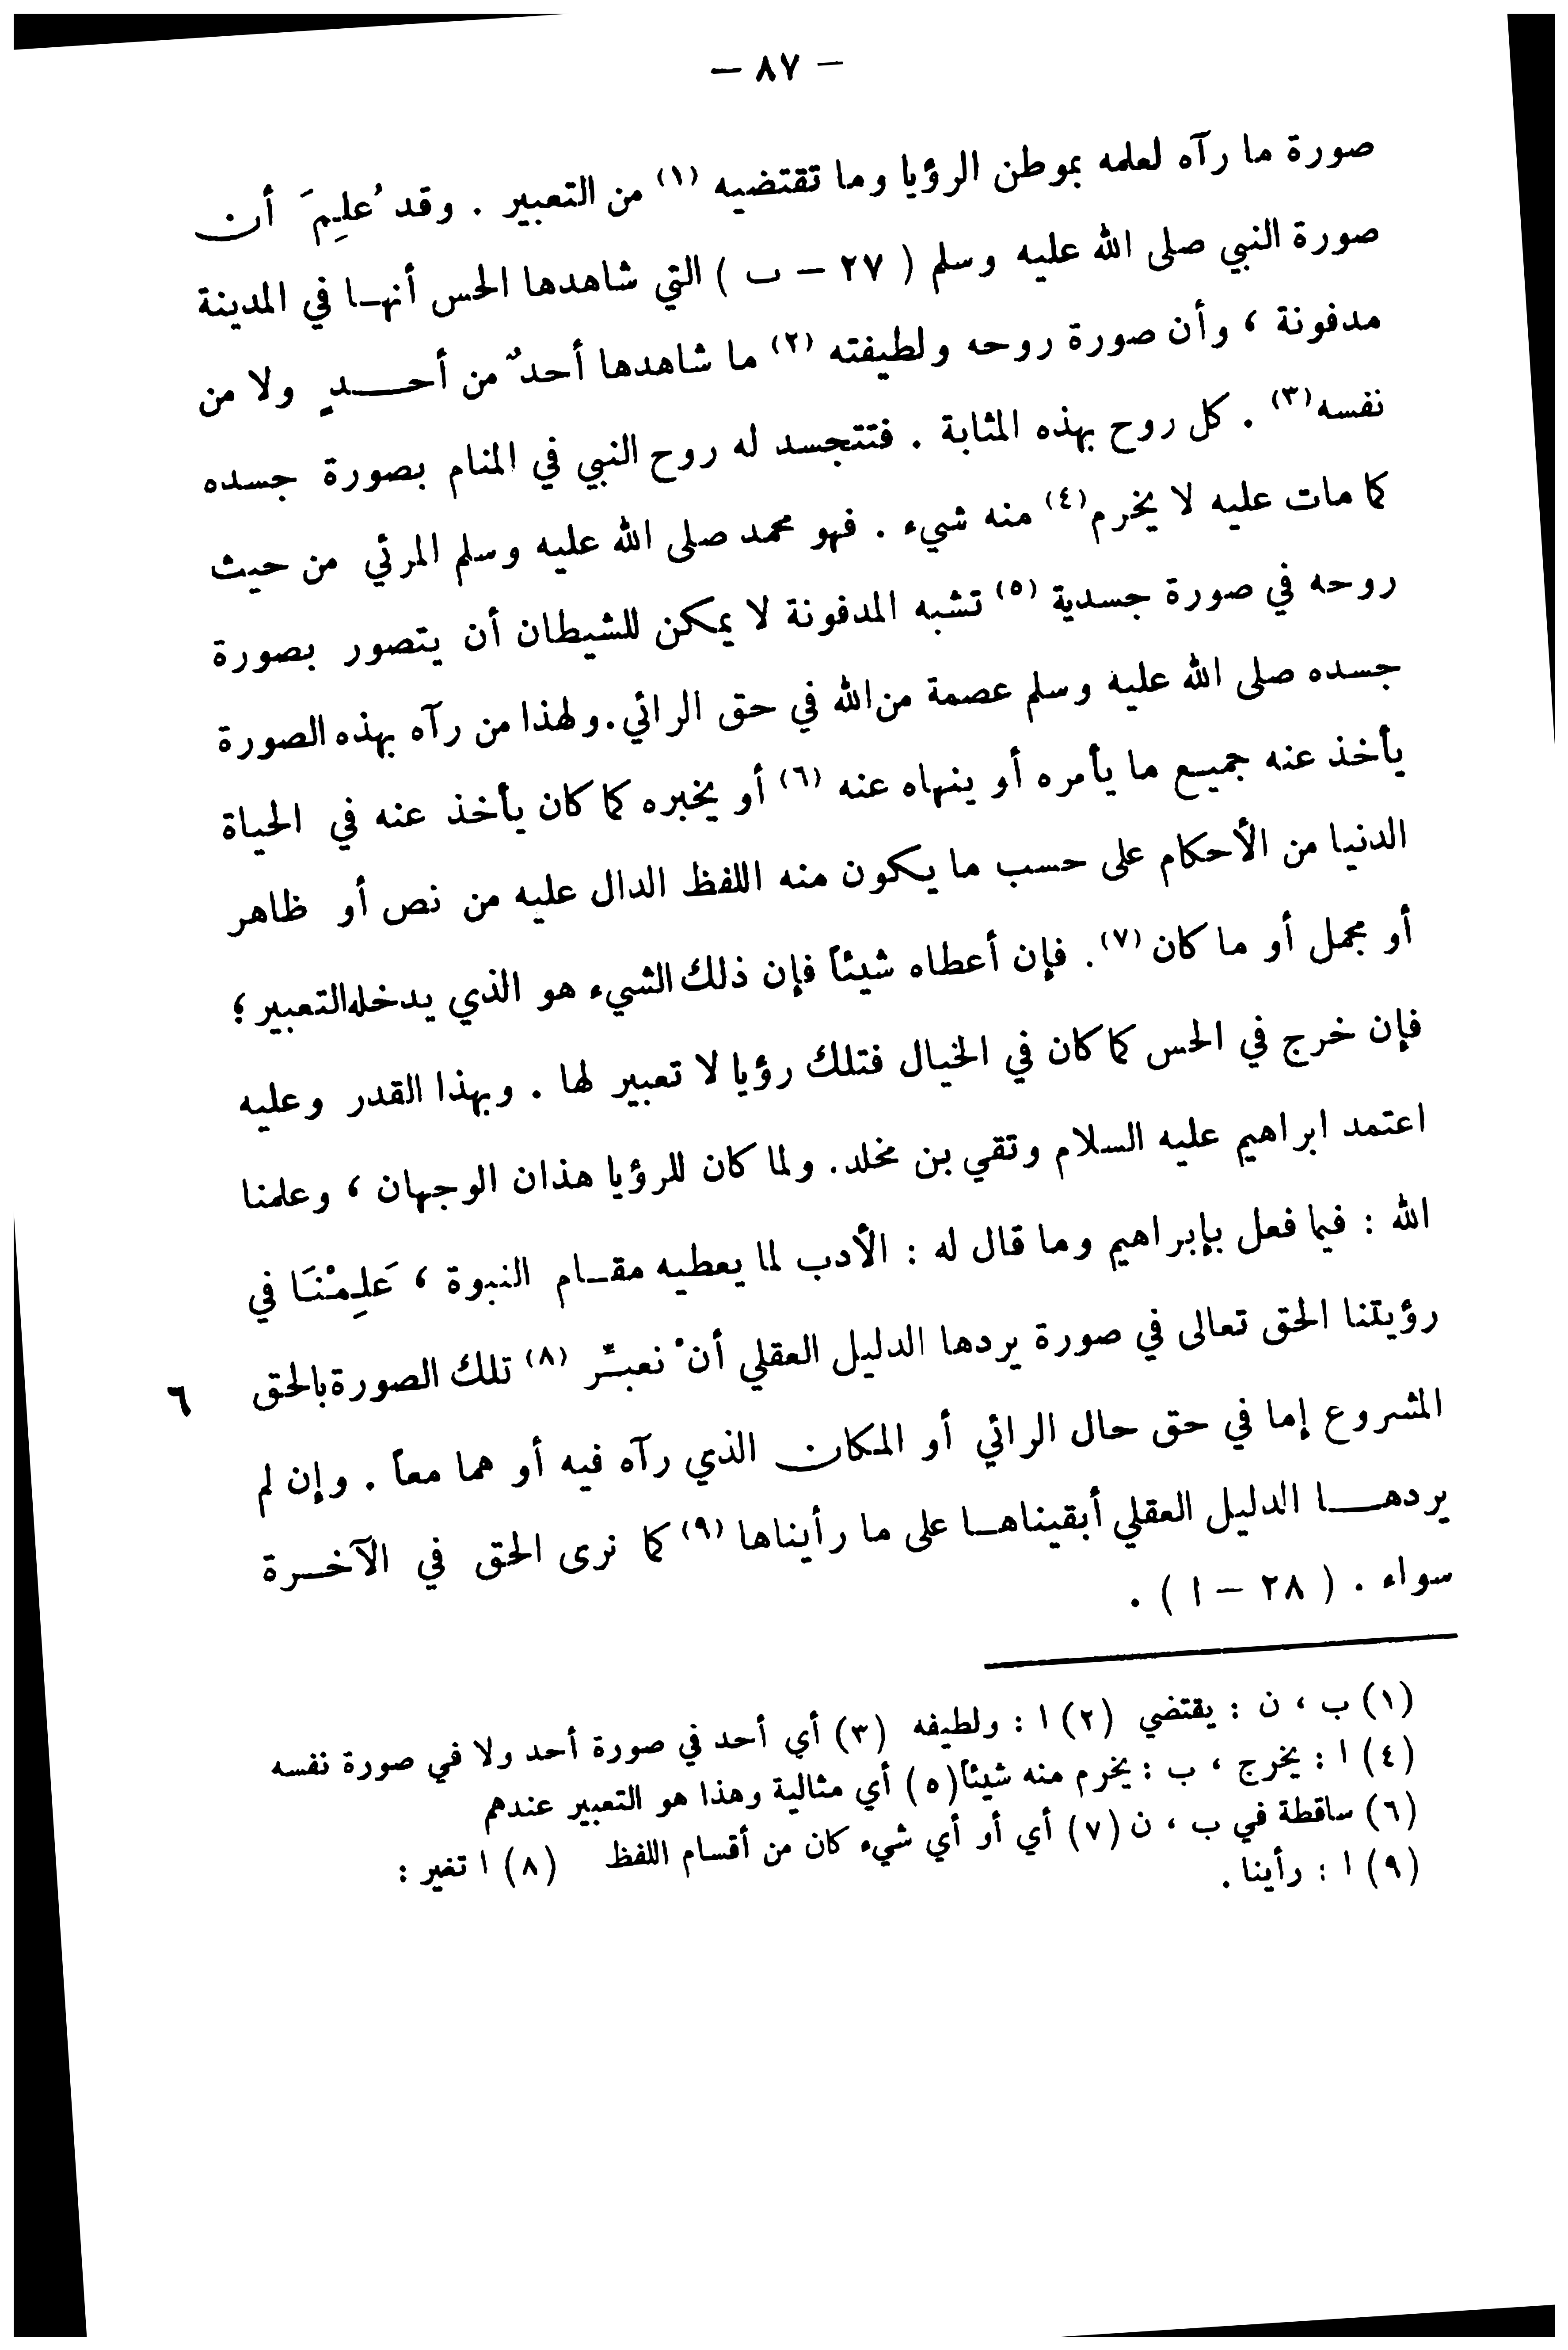 — ٨٧ —
صورة ما رآه لعلمه بموطن الرؤيا وما تقتضيه (١) من التعبير . وقد عُلِمَ أن
صورة النبي صلى الله عليه وسلم ( ٢٧ — ب ) التي شاهدها الحس أنها في المدينة
مدفونة ، وأن صورة روحه ولطيفته (٢) ما شاهدها أحدٌ من أحدٍ ولا من
نفسه (٣) . كل روح بهذه المثابة . فتتجسد له روح النبي في المنام بصورة جسده
كما مات عليه لا يخرم (٤) منه شيء . فهو محمد صلى الله عليه وسلم المرئي من حيث
روحه في صورة جسدية (٥) تشبه المدفونة لا يمكن للشيطان أن يتصور بصورة
جسده صلى الله عليه وسلم عصمة من الله في حق الرائي . ولهذا من رآه بهذه الصورة
يأخذ عنه جميع ما يأمره أو ينهاه عنه (٦) أو يخبره كما كان يأخذ عنه في الحياة
الدنيا من الأحكام على حسب ما يكون منه اللفظ الدال عليه من نص أو ظاهر
أو مجمل أو ما كان (٧) . فإن أعطاه شيئاً فإن ذلك الشيء هو الذي يدخله التعبير ؛
فإن خرج في الحس كما كان في الخيال فتلك رؤيا لا تعبير لها . وبهذا القدر وعليه
اعتمد ابراهيم عليه السلام وتقي بن مخلد . ولما كان للرؤيا هذان الوجهان ، وعلمنا
الله : فيما فعل بإبراهيم وما قال له : الأدب لما يعطيه مقام النبوة ، عَلِمْنَا في
رؤيتنا الحق تعالى في صورة يردها الدليل العقلي أنْ نعبِّر (٨) تلك الصورة بالحق ٦
المشروع إما في حق حال الرائي أو المكان الذي رآه فيه أو هما معاً . وإن لم
يردها الدليل العقلي أبقيناها على ما رأيناها (٩) كما نرى الحق في الآخرة
سواء . ( ٢٨ — ا ) .
(١) ب ، ن : يقتضي (٢) ا : ولطيفه (٣) أي أحد في صورة أحد ولا في صورة نفسه
(٤) ا : يخرج ، ب : يخرم منه شيئاً (٥) أي مثالية وهذا هو التعبير عندهم
(٦) ساقطة في ب ، ن (٧) أي أو أي شيء كان من أقسام اللفظ (٨) ا تغير :
(٩) ا : رأينا .